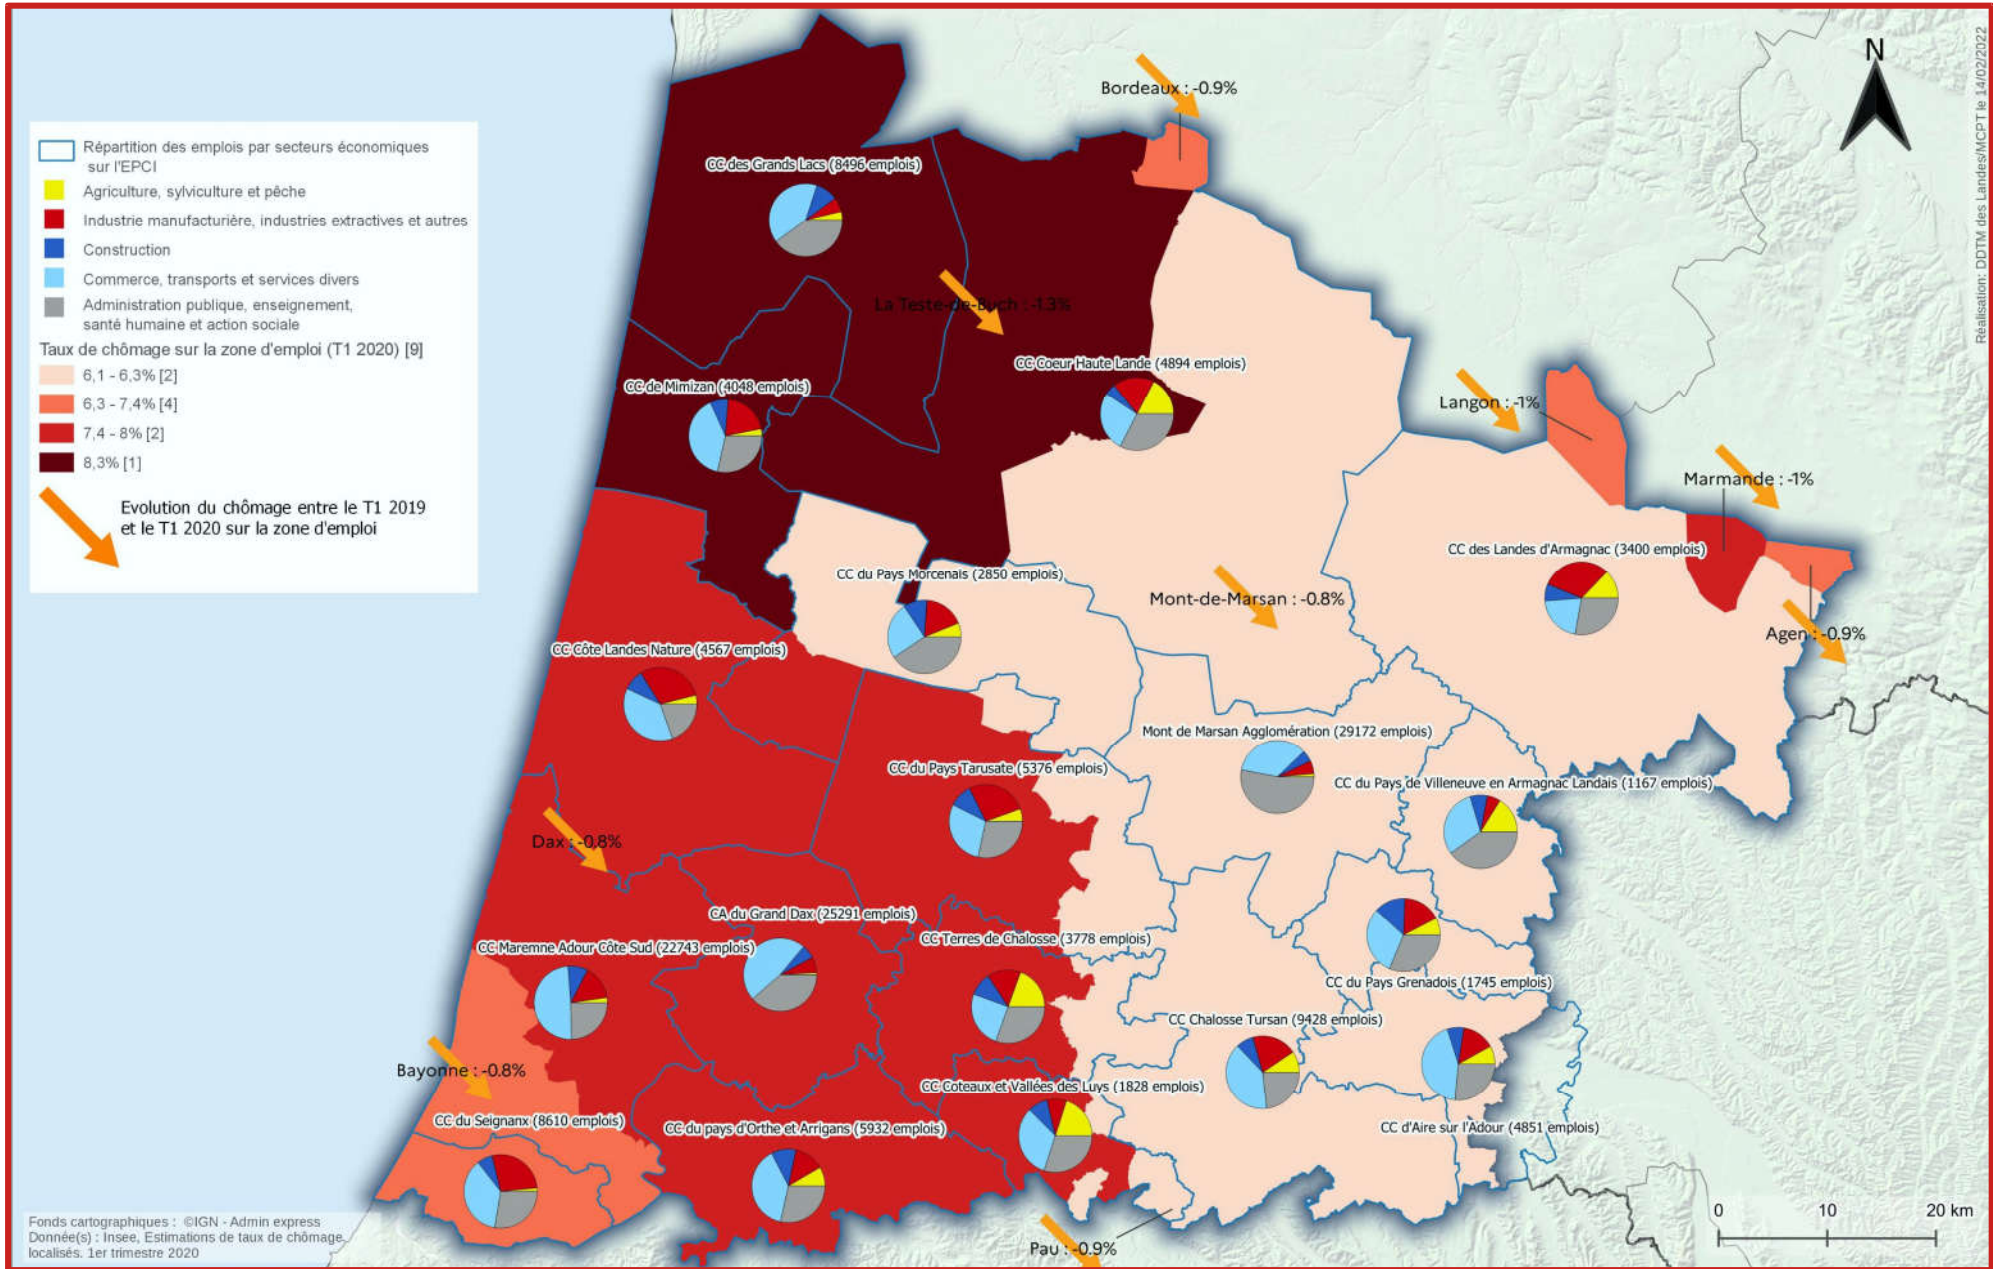 Répartition des emplois par secteurs économiques
sur l'EPCI
Agriculture, sylviculture et pêche
Industrie manufacturière, industries extractives et autres
Construction
Commerce, transports et services divers
Administration publique, enseignement,
santé humaine et action sociale
Taux de chômage sur la zone d'emploi (T1 2020) [9]
6,1 - 6,3% [2]
6,3 - 7,4% [4]
7,4 - 8% [2]
8,3% [1]
Evolution du chômage entre le T1 2019
et le T1 2020 sur la zone d'emploi
N
Réalisation: DDTM des Landes/MCPT le 14/02/2022
Bordeaux : -0.9%
CC des Grands Lacs (8496 emplois)
La Teste-de-Buch : -1.3%
CC Coeur Haute Lande (4894 emplois)
CC de Mimizan (4048 emplois)
Langon : -1%
Marmande : -1%
CC des Landes d'Armagnac (3400 emplois)
CC du Pays Morcenais (2850 emplois)
Mont-de-Marsan : -0.8%
Agen : -0.9%
CC Côte Landes Nature (4567 emplois)
Mont de Marsan Agglomération (29172 emplois)
CC du Pays Tarusate (5376 emplois)
CC du Pays de Villeneuve en Armagnac Landais (1167 emplois)
Dax : -0.8%
CA du Grand Dax (25291 emplois)
CC Maremne Adour Côte Sud (22743 emplois)
CC Terres de Chalosse (3778 emplois)
CC du Pays Grenadois (1745 emplois)
CC Chalosse Tursan (9428 emplois)
Bayonne : -0.8%
CC Coteaux et Vallées des Luys (1828 emplois)
CC du Seignanx (8610 emplois)
CC du pays d'Orthe et Arrigans (5932 emplois)
CC d'Aire sur l'Adour (4851 emplois)
Pau : -0.9%
0 10 20 km
Fonds cartographiques : ©IGN - Admin express
Donnée(s) : Insee, Estimations de taux de chômage
localisés. 1er trimestre 2020